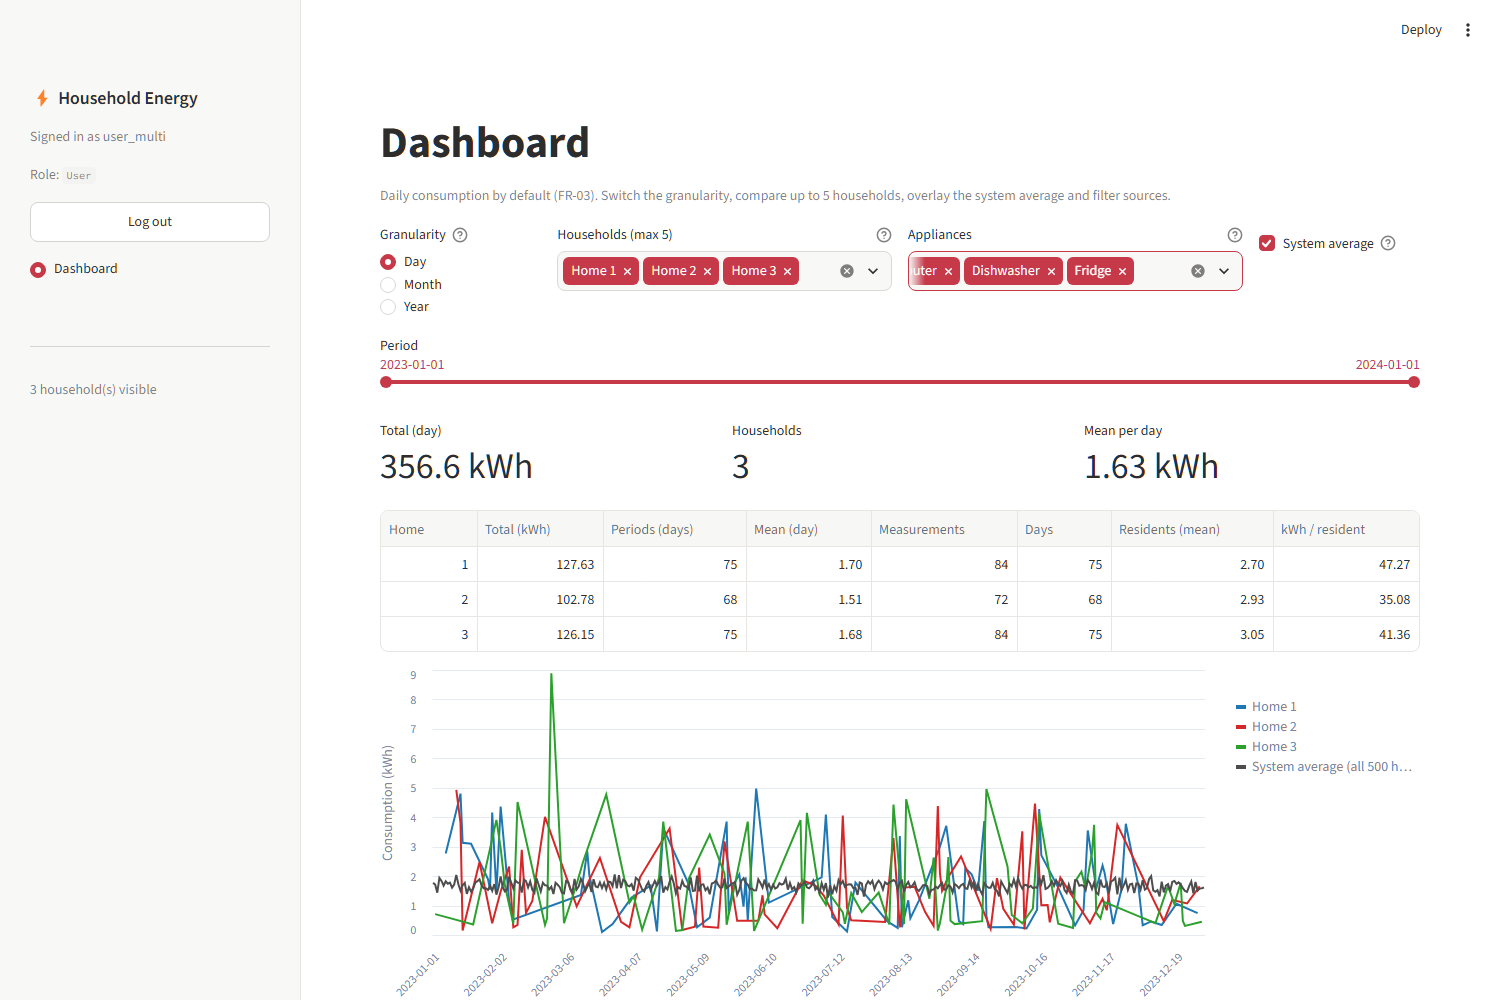 Deploy
Household Energy
Signed in as user_multi
Role: User
Log out
Dashboard
3 household(s) visible
Dashboard
Daily consumption by default (FR-03). Switch the granularity, compare up to 5 households, overlay the system average and filter sources.
Granularity
Day
Month
Year
Households (max 5)
Home 1 Home 2 Home 3
Appliances
Dishwasher Fridge
System average
Period
2023-01-01 2024-01-01
Total (day)
356.6 kWh
Households
3
Mean per day
1.63 kWh
Home Total (kWh) Periods (days) Mean (day) Measurements Days Residents (mean) kWh / resident
1 127.63 75 1.70 84 75 2.70 47.27
2 102.78 68 1.51 72 68 2.93 35.08
3 126.15 75 1.68 84 75 3.05 41.36
Consumption (kWh)
9
8
7
6
5
4
3
2
1
0
2023-01-01 2023-02-02 2023-03-06 2023-04-07 2023-05-09 2023-06-10 2023-07-12 2023-08-13 2023-09-14 2023-10-16 2023-11-17 2023-12-19
Home 1
Home 2
Home 3
System average (all 500 h…